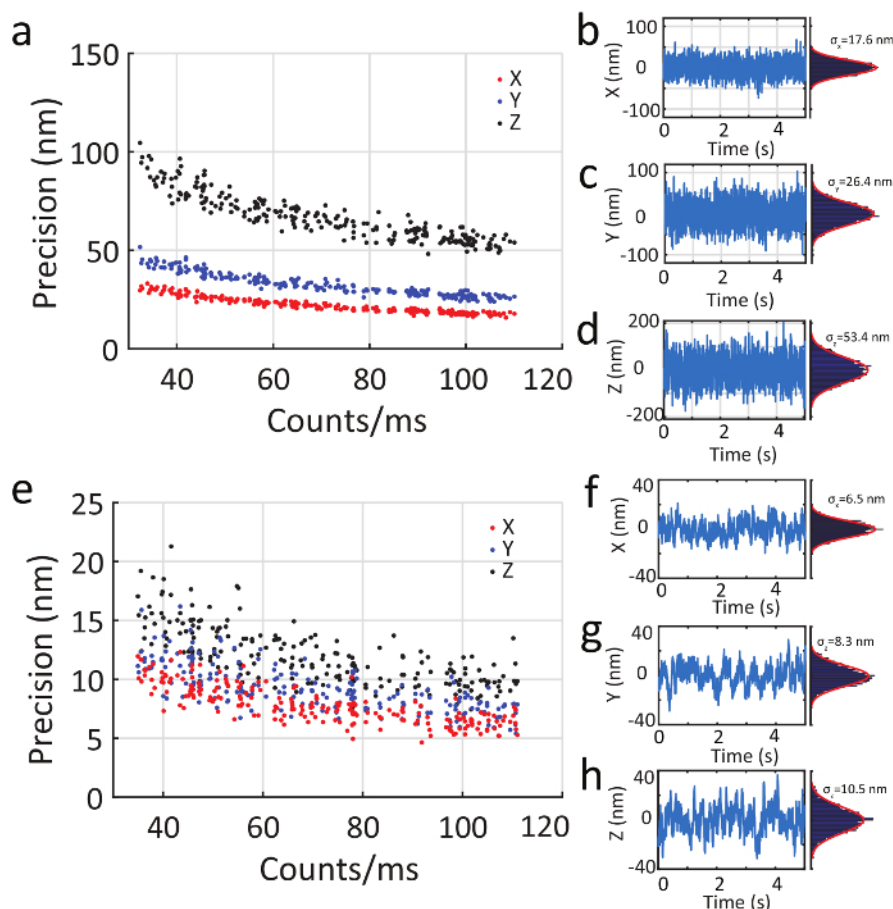 a
150
100
50
0
Precision (nm)
X
Y
Z
40
60
80
100
120
Counts/ms
b
100
0
-100
X (nm)
0
2
4
Time (s)
σx=17.6 nm
c
100
0
-100
Y (nm)
0
2
4
Time (s)
σY=26.4 nm
d
200
0
-200
Z (nm)
0
2
4
Time (s)
σz=53.4 nm
e
25
20
15
10
5
0
Precision (nm)
X
Y
Z
40
60
80
100
120
Counts/ms
f
40
0
-40
X (nm)
0
2
4
Time (s)
σx=6.5 nm
g
40
0
-40
Y (nm)
0
2
4
Time (s)
σz=8.3 nm
h
40
0
-40
Z (nm)
0
2
4
Time (s)
=10.5 nm